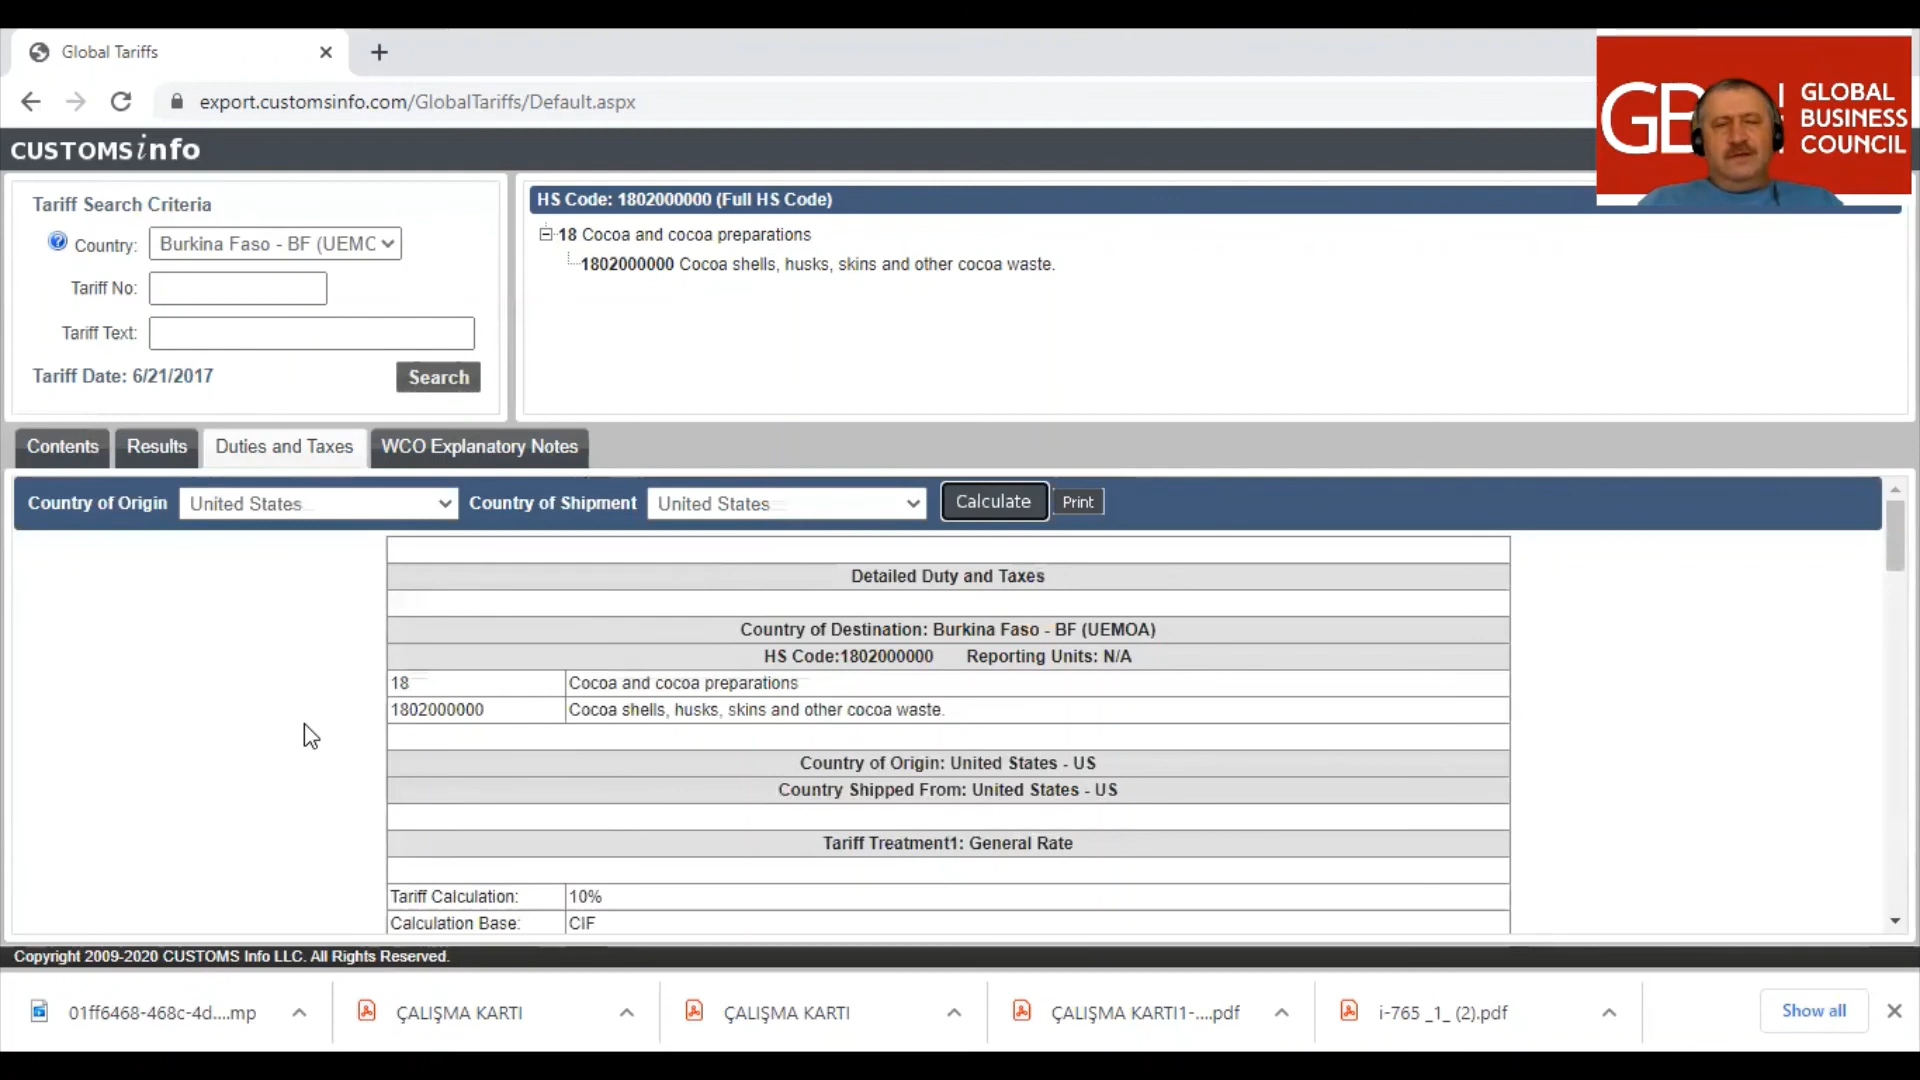 Global Tariffs
export.customsinfo.com/GlobalTariffs/Default.aspx
GLOBAL
BUSINESS
COUNCIL
CUSTOMSinfo
Tariff Search Criteria
Country: Burkina Faso - BF (UEMC
Tariff No:
Tariff Text:
Tariff Date: 6/21/2017
Search
HS Code: 1802000000 (Full HS Code)
18 Cocoa and cocoa preparations
1802000000 Cocoa shells, husks, skins and other cocoa waste.
Contents Results Duties and Taxes WCO Explanatory Notes
Country of Origin United States Country of Shipment United States Calculate Print
Detailed Duty and Taxes
Country of Destination: Burkina Faso - BF (UEMOA)
HS Code:1802000000 Reporting Units: N/A
18 Cocoa and cocoa preparations
1802000000 Cocoa shells, husks, skins and other cocoa waste.
Country of Origin: United States - US
Country Shipped From: United States - US
Tariff Treatment1: General Rate
Tariff Calculation: 10%
Calculation Base: CIF
Copyright 2009-2020 CUSTOMS Info LLC. All Rights Reserved.
01ff6468-468c-4d....mp ÇALIŞMA KARTI ÇALIŞMA KARTI ÇALIŞMA KARTI1-....pdf i-765 _1_ (2).pdf Show all